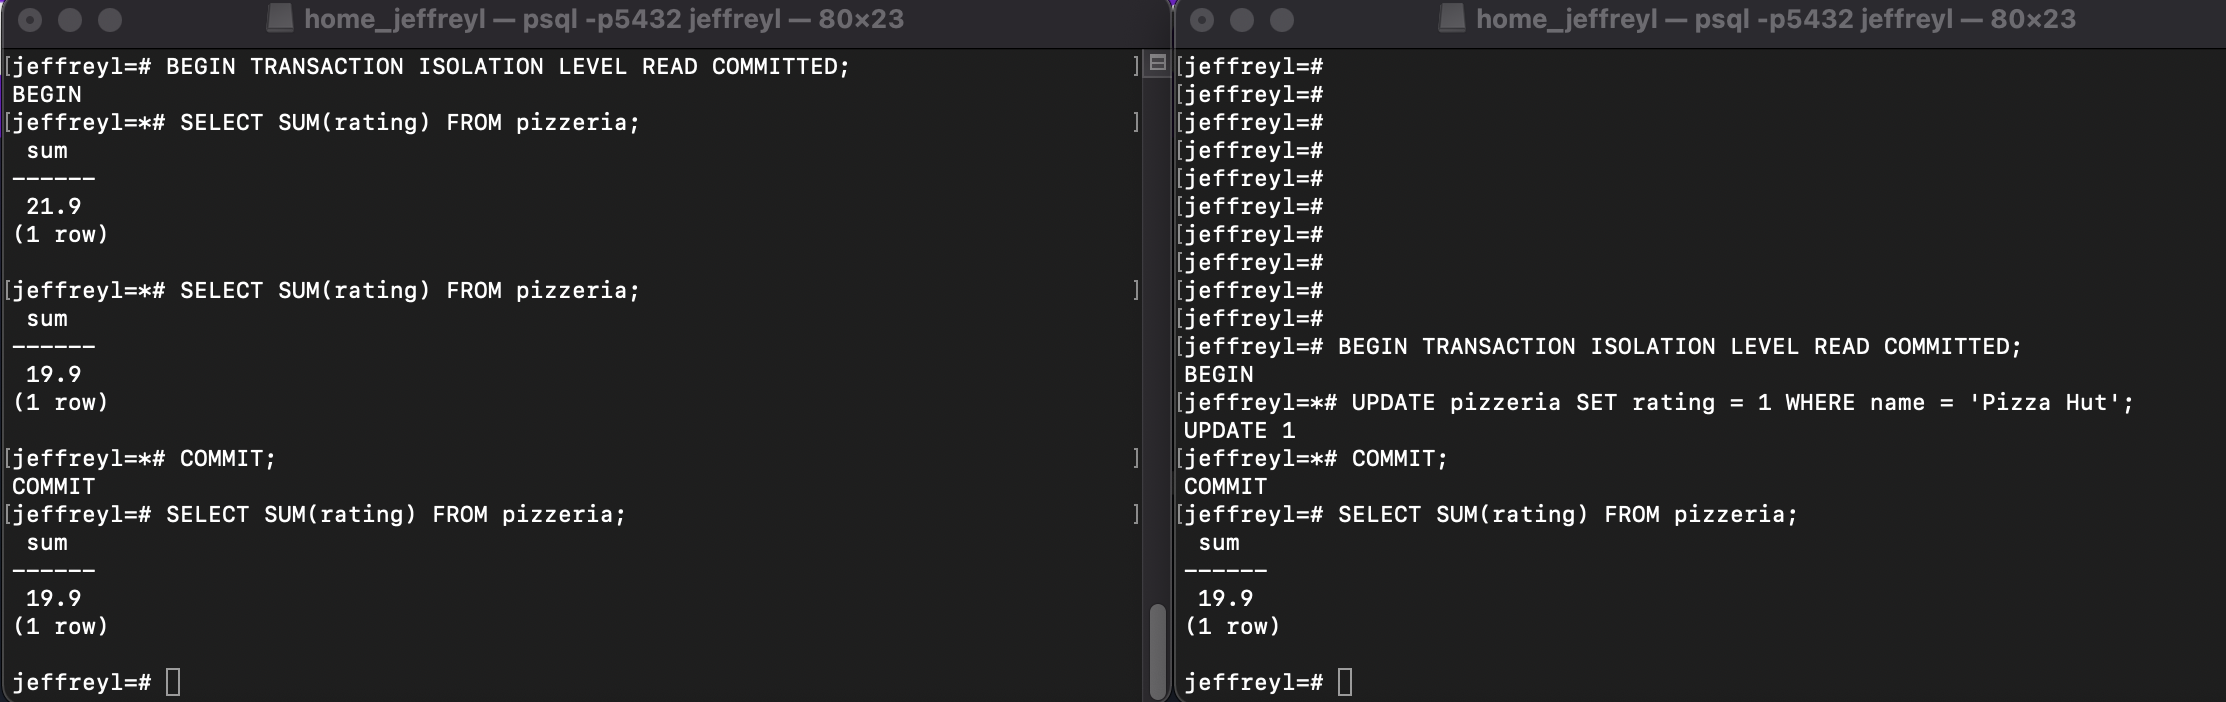 home_jeffreyl — psql -p5432 jeffreyl — 80×23
[jeffreyl=# BEGIN TRANSACTION ISOLATION LEVEL READ COMMITTED; ]
BEGIN
[jeffreyl=*# SELECT SUM(rating) FROM pizzeria; ]
sum
------
21.9
(1 row)
[jeffreyl=*# SELECT SUM(rating) FROM pizzeria; ]
sum
------
19.9
(1 row)
[jeffreyl=*# COMMIT; ]
COMMIT
[jeffreyl=# SELECT SUM(rating) FROM pizzeria; ]
sum
------
19.9
(1 row)
jeffreyl=#
home_jeffreyl — psql -p5432 jeffreyl — 80×23
[jeffreyl=#
[jeffreyl=#
[jeffreyl=#
[jeffreyl=#
[jeffreyl=#
[jeffreyl=#
[jeffreyl=#
[jeffreyl=#
[jeffreyl=#
[jeffreyl=#
[jeffreyl=# BEGIN TRANSACTION ISOLATION LEVEL READ COMMITTED;
BEGIN
[jeffreyl=*# UPDATE pizzeria SET rating = 1 WHERE name = 'Pizza Hut';
UPDATE 1
[jeffreyl=*# COMMIT;
COMMIT
[jeffreyl=# SELECT SUM(rating) FROM pizzeria;
sum
------
19.9
(1 row)
jeffreyl=#